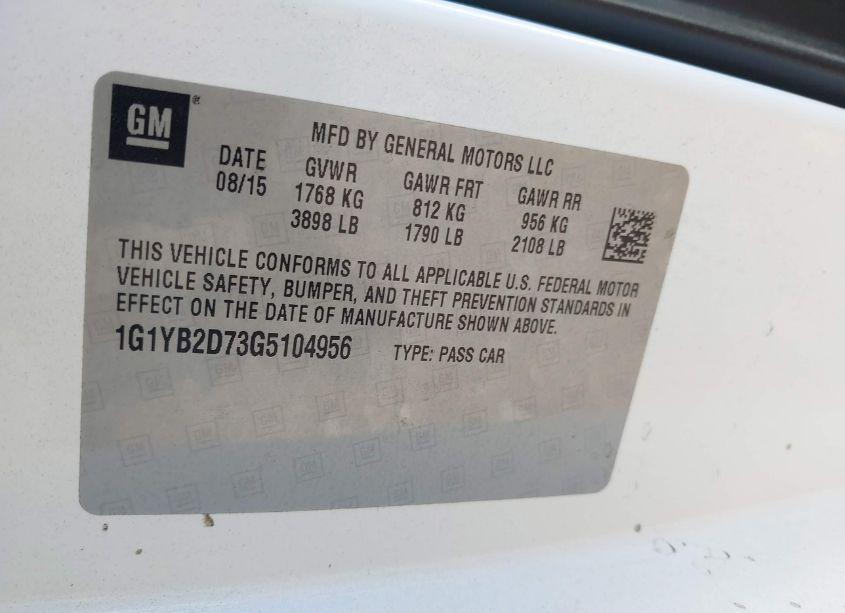 GM®
MFD BY GENERAL MOTORS LLC
DATE GVWR GAWR FRT GAWR RR
08/15 1768 KG 812 KG 956 KG
3898 LB 1790 LB 2108 LB
THIS VEHICLE CONFORMS TO ALL APPLICABLE U.S. FEDERAL MOTOR
VEHICLE SAFETY, BUMPER, AND THEFT PREVENTION STANDARDS IN
EFFECT ON THE DATE OF MANUFACTURE SHOWN ABOVE.
1G1YB2D73G5104956 TYPE: PASS CAR